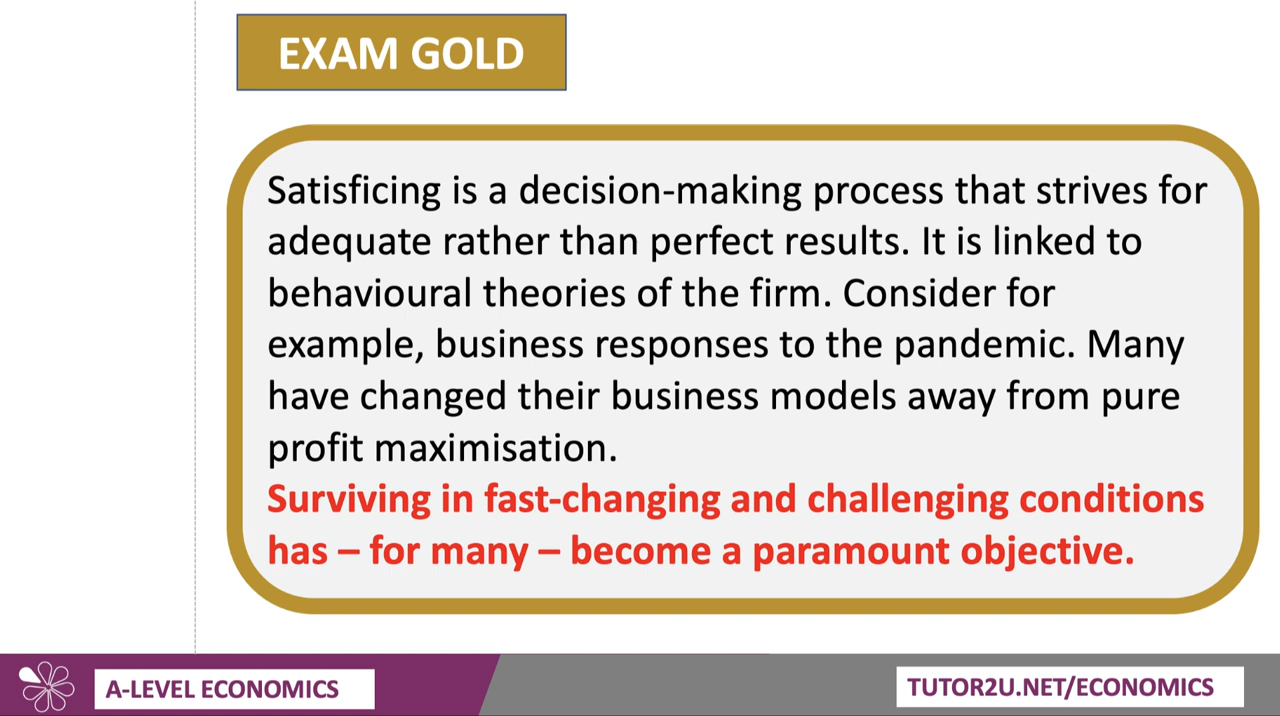 EXAM GOLD
Satisficing is a decision-making process that strives for
adequate rather than perfect results. It is linked to
behavioural theories of the firm. Consider for
example, business responses to the pandemic. Many
have changed their business models away from pure
profit maximisation.
Surviving in fast-changing and challenging conditions
has – for many – become a paramount objective.
A-LEVEL ECONOMICS
TUTOR2U.NET/ECONOMICS